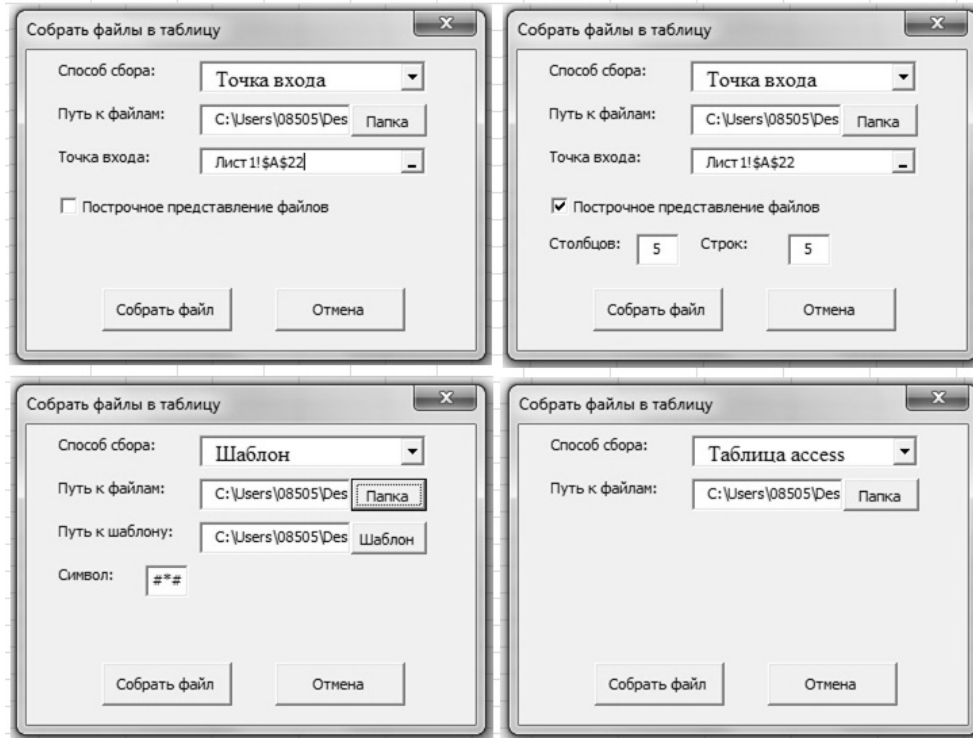 Собрать файлы в таблицу
Способ сбора: Точка входа
Путь к файлам: C:\Users\08505\Des Папка
Точка входа: Лист1!$A$22
Построчное представление файлов
Собрать файл Отмена
Собрать файлы в таблицу
Способ сбора: Точка входа
Путь к файлам: C:\Users\08505\Des Папка
Точка входа: Лист1!$A$22
Построчное представление файлов
Столбцов: 5 Строк: 5
Собрать файл Отмена
Собрать файлы в таблицу
Способ сбора: Шаблон
Путь к файлам: C:\Users\08505\Des Папка
Путь к шаблону: C:\Users\08505\Des Шаблон
Символ: #*#
Собрать файл Отмена
Собрать файлы в таблицу
Способ сбора: Таблица access
Путь к файлам: C:\Users\08505\Des Папка
Собрать файл Отмена